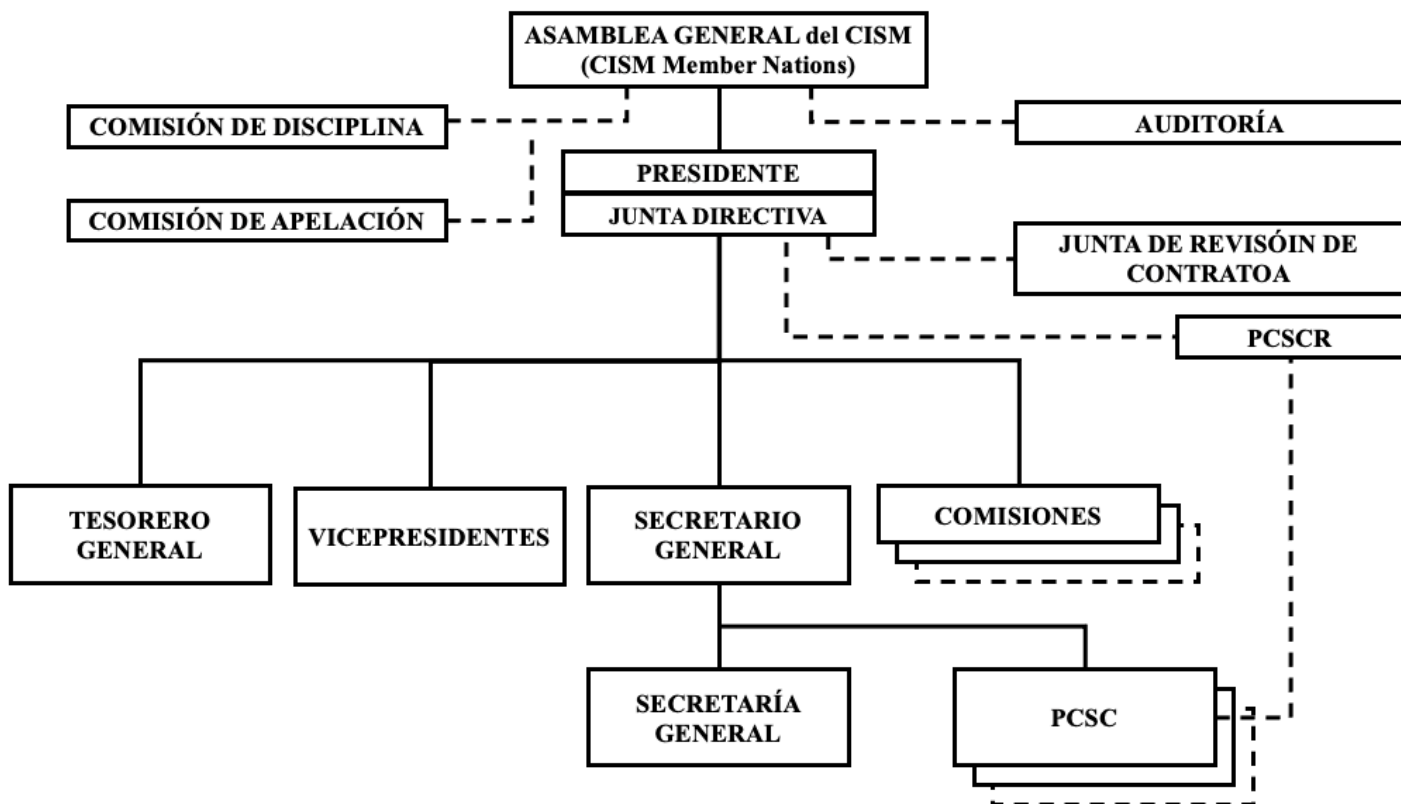 ASAMBLEA GENERAL del CISM
(CISM Member Nations)
COMISIÓN DE DISCIPLINA
AUDITORÍA
PRESIDENTE
COMISIÓN DE APELACIÓN
JUNTA DIRECTIVA
JUNTA DE REVISÓIN DE
CONTRATOA
PCSCR
TESORERO
GENERAL
VICEPRESIDENTES
SECRETARIO
GENERAL
COMISIONES
SECRETARÍA
GENERAL
PCSC